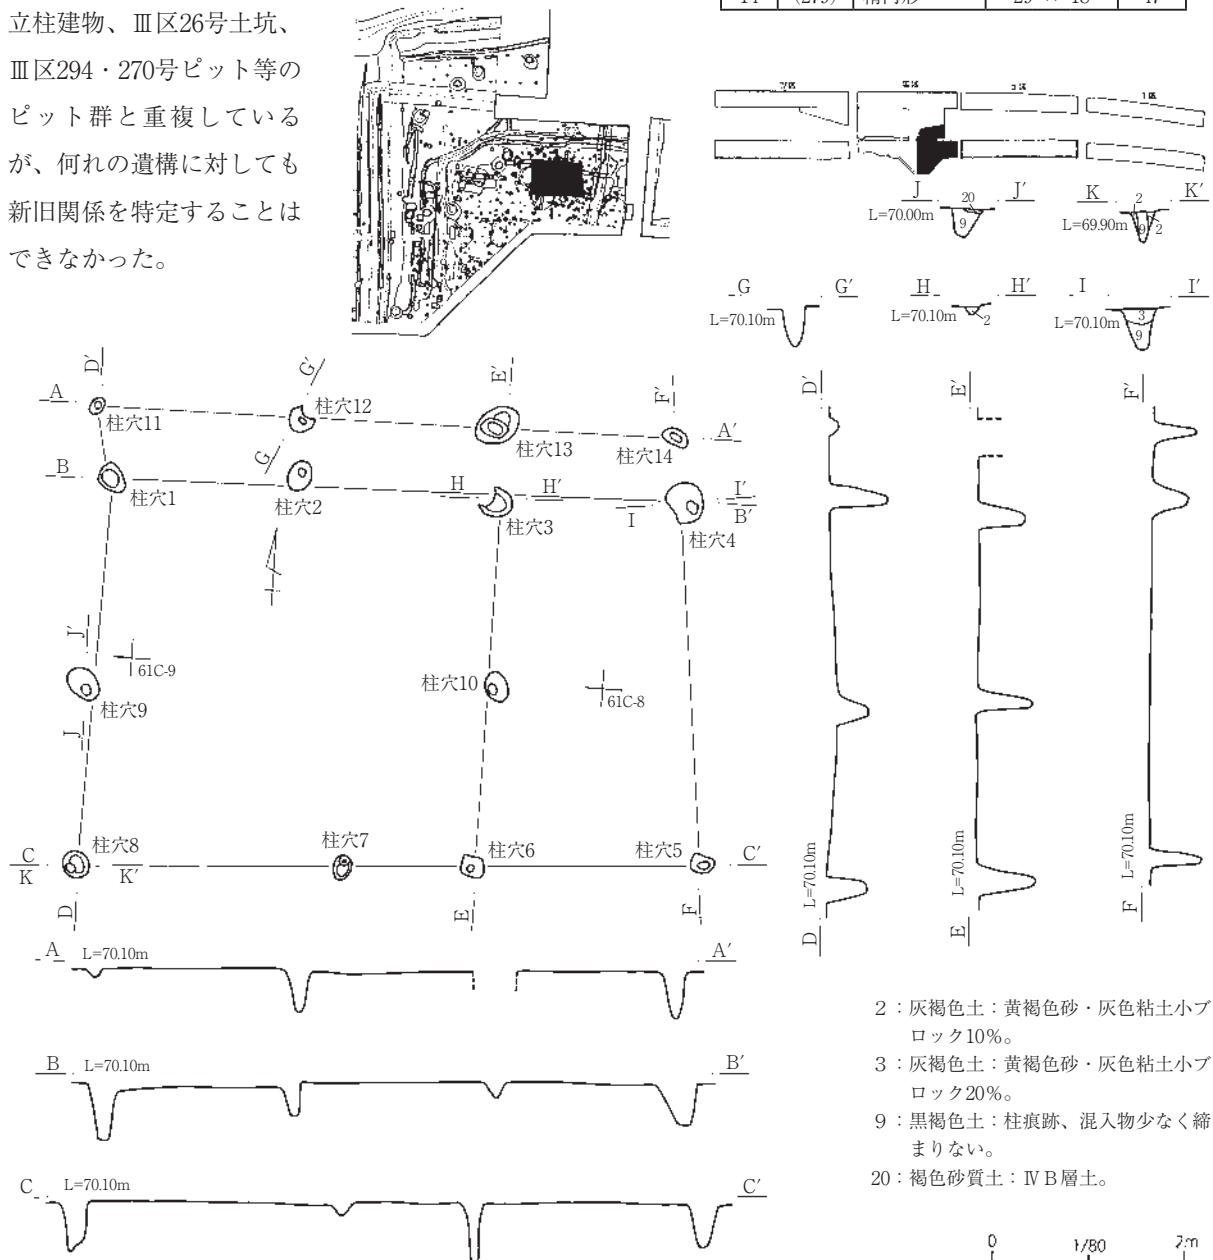 立柱建物、Ⅲ区26号土坑、
Ⅲ区294・270号ピット等の
ピット群と重複している
が、何れの遺構に対しても
新旧関係を特定することは
できなかった。
J
J′
K
K′
L=70.00m
20
9
L=69.90m
2
9
2
G
G′
H
H′
I
I′
L=70.10m
L=70.10m
2
L=70.10m
3
9
D′
G′
E′
F′
A
柱穴11
柱穴12
柱穴13
柱穴14
A′
B
柱穴1
G
柱穴2
H
H′
柱穴3
I
I′
B′
柱穴4
J′
61C-9
柱穴9
J
柱穴10
61C-8
C
K
柱穴8
K′
柱穴7
柱穴6
柱穴5
C′
D
E
F
D′
E′
F′
L=70.10m
L=70.10m
L=70.10m
D
E
F
A
L=70.10m
A′
B
L=70.10m
B′
C
L=70.10m
C′
2：灰褐色土：黄褐色砂・灰色粘土小ブ
ロック10%。
3：灰褐色土：黄褐色砂・灰色粘土小ブ
ロック20%。
9：黒褐色土：柱痕跡、混入物少なく締
まりない。
20：褐色砂質土：ⅣB層土。
0
1/80
2m